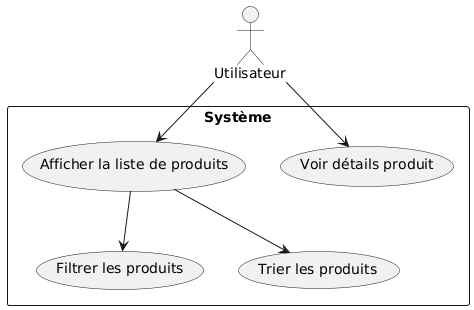 Utilisateur
Système
Afficher la liste de produits
Voir détails produit
Filtrer les produits
Trier les produits